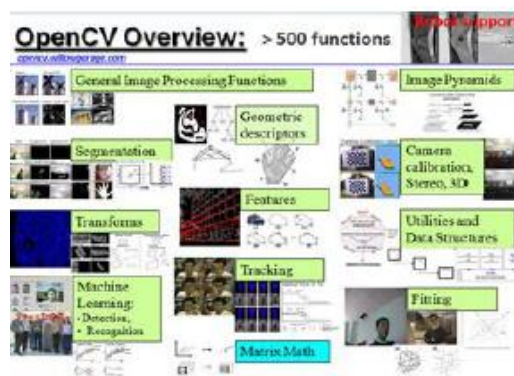 OpenCV Overview: > 500 functions
Robot support
opencv.willowgarage.com
General Image Processing Functions
Image Pyramids
Geometric
descriptors
Segmentation
Camera
calibration,
Stereo, 3D
Features
Transforms
Utilities and
Data Structures
Tracking
Machine
Learning:
• Detection,
• Recognition
Fitting
Matrix Math